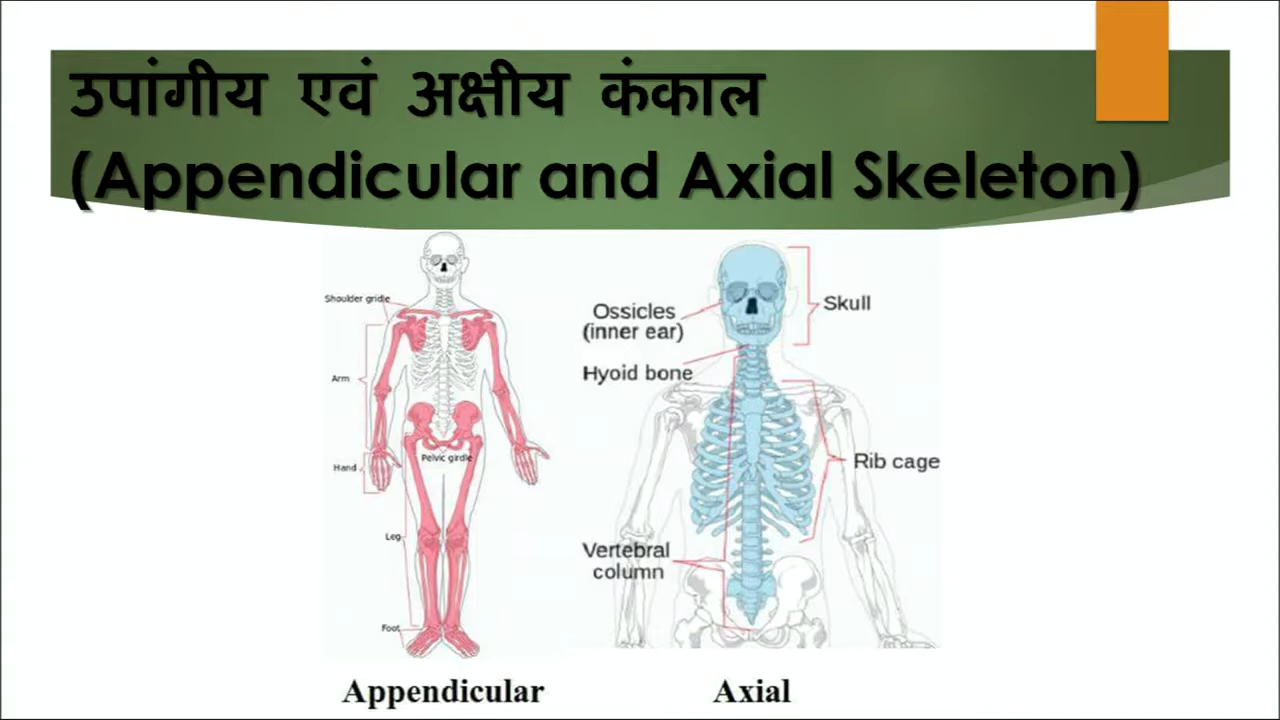 उपांगीय एवं अक्षीय कंकाल
(Appendicular and Axial Skeleton)
Shoulder gridle
Arm
Hand
Pelvic girdle
Leg
Foot
Appendicular
Ossicles
(inner ear)
Skull
Hyoid bone
Rib cage
Vertebral
column
Axial